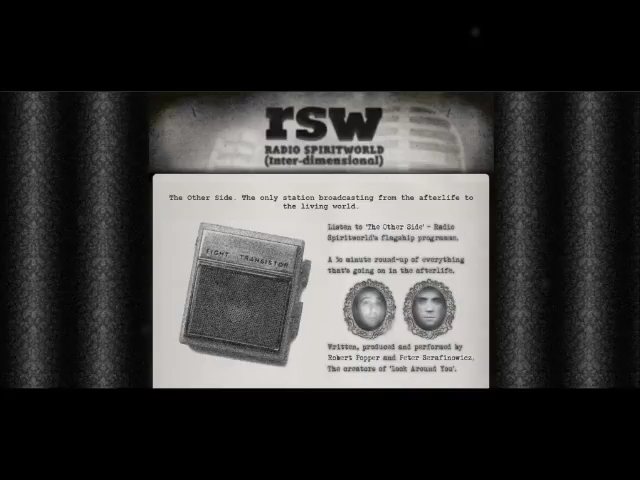 rsw
RADIO SPIRITWORLD
(Inter-dimensional)
The Other Side. The only station broadcasting from the afterlife to
the living world.
Listen to 'The Other Side' - Radio
Spiritworld's flagship programme.
EIGHT TRANSISTOR
A 30 minute round-up of everything
that's going on in the afterlife.
Written, produced and performed by
Robert Popper and Peter Serafinowicz,
The creators of 'Look Around You'.